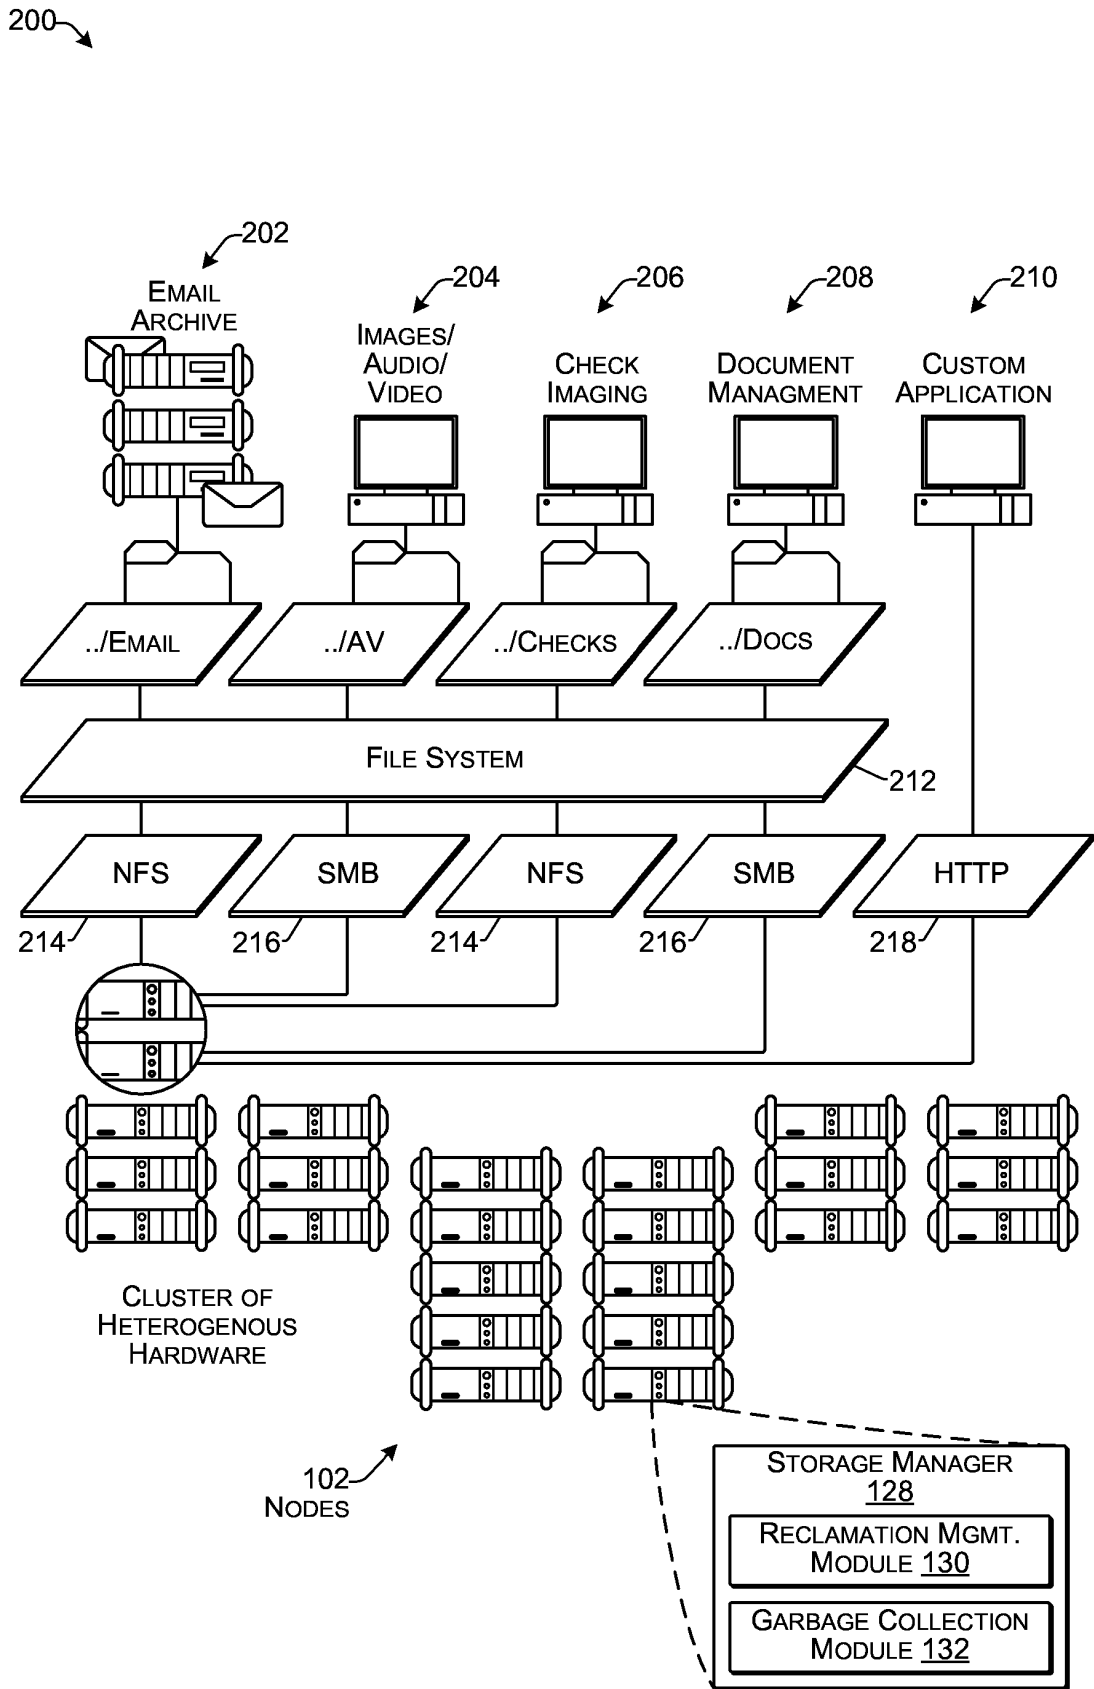 200
202
EMAIL
ARCHIVE
204
IMAGES/
AUDIO/
VIDEO
206
CHECK
IMAGING
208
DOCUMENT
MANAGMENT
210
CUSTOM
APPLICATION
../EMAIL
../AV
../CHECKS
../DOCS
FILE SYSTEM
212
NFS
SMB
NFS
SMB
HTTP
214
216
214
216
218
CLUSTER OF
HETEROGENOUS
HARDWARE
102
NODES
STORAGE MANAGER
128
RECLAMATION MGMT.
MODULE 130
GARBAGE COLLECTION
MODULE 132